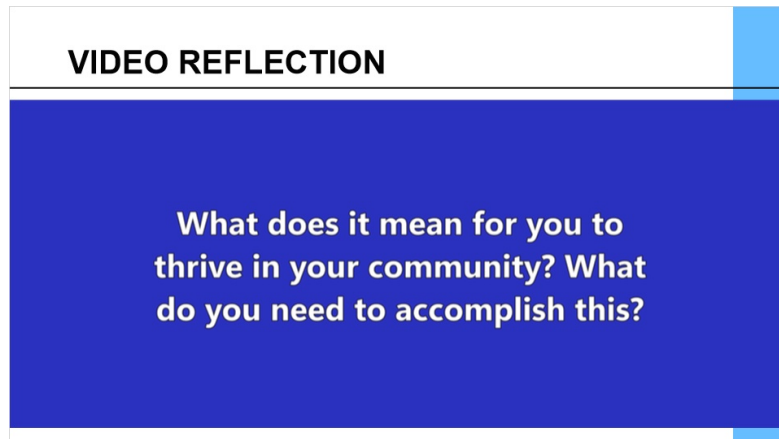 VIDEO REFLECTION
What does it mean for you to
thrive in your community? What
do you need to accomplish this?